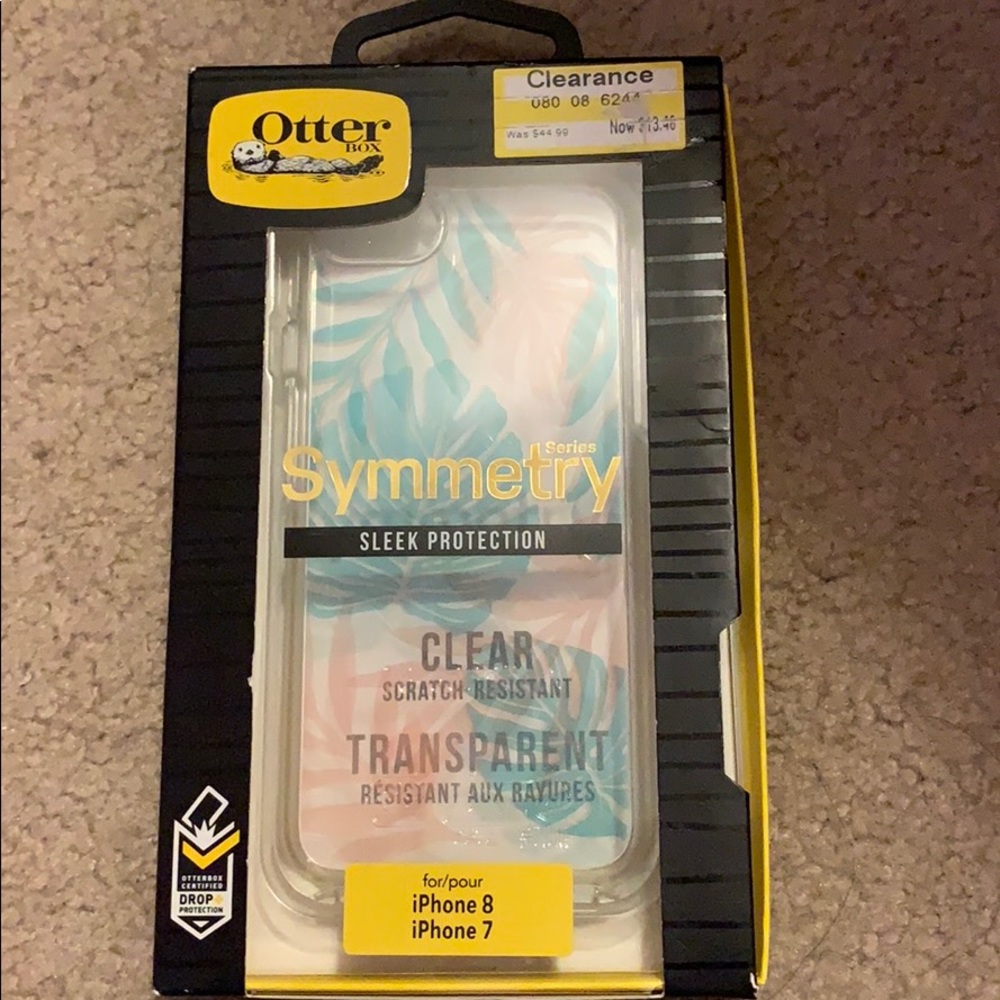 Otter
BOX
Clearance
080 08 6244
Was $44.99 Now $13.48
Symmetry Series
SLEEK PROTECTION
CLEAR
SCRATCH-RESISTANT
TRANSPARENT
RÉSISTANT AUX RAYURES
OTTERBOX
CERTIFIED
DROP+
PROTECTION
for/pour
iPhone 8
iPhone 7